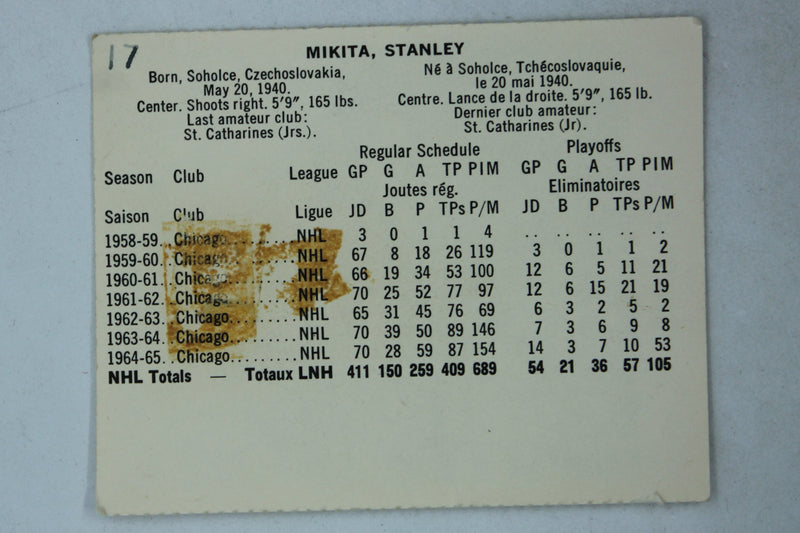 17
MIKITA, STANLEY
Born, Soholce, Czechoslovakia,
May 20, 1940.
Center. Shoots right. 5'9", 165 lbs.
Last amateur club:
St. Catharines (Jrs.).
Né à Soholce, Tchécoslovaquie,
le 20 mai 1940.
Centre. Lance de la droite. 5'9", 165 lb.
Dernier club amateur:
St. Catharines (Jr).
Regular Schedule Playoffs
Season Club League GP G A TP PIM GP G A TP PIM
Joutes rég. Eliminatoires
Saison Club Ligue JD B P TPs P/M JD B P TPs P/M
1958-59..Chicago..........NHL 3 0 1 1 4 .. .. .. .. ..
1959-60..Chicago..........NHL 67 8 18 26 119 3 0 1 1 2
1960-61..Chicago..........NHL 66 19 34 53 100 12 6 5 11 21
1961-62..Chicago..........NHL 70 25 52 77 97 12 6 15 21 19
1962-63..Chicago..........NHL 65 31 45 76 69 6 3 2 5 2
1963-64..Chicago..........NHL 70 39 50 89 146 7 3 6 9 8
1964-65..Chicago..........NHL 70 28 59 87 154 14 3 7 10 53
NHL Totals — Totaux LNH 411 150 259 409 689 54 21 36 57 105